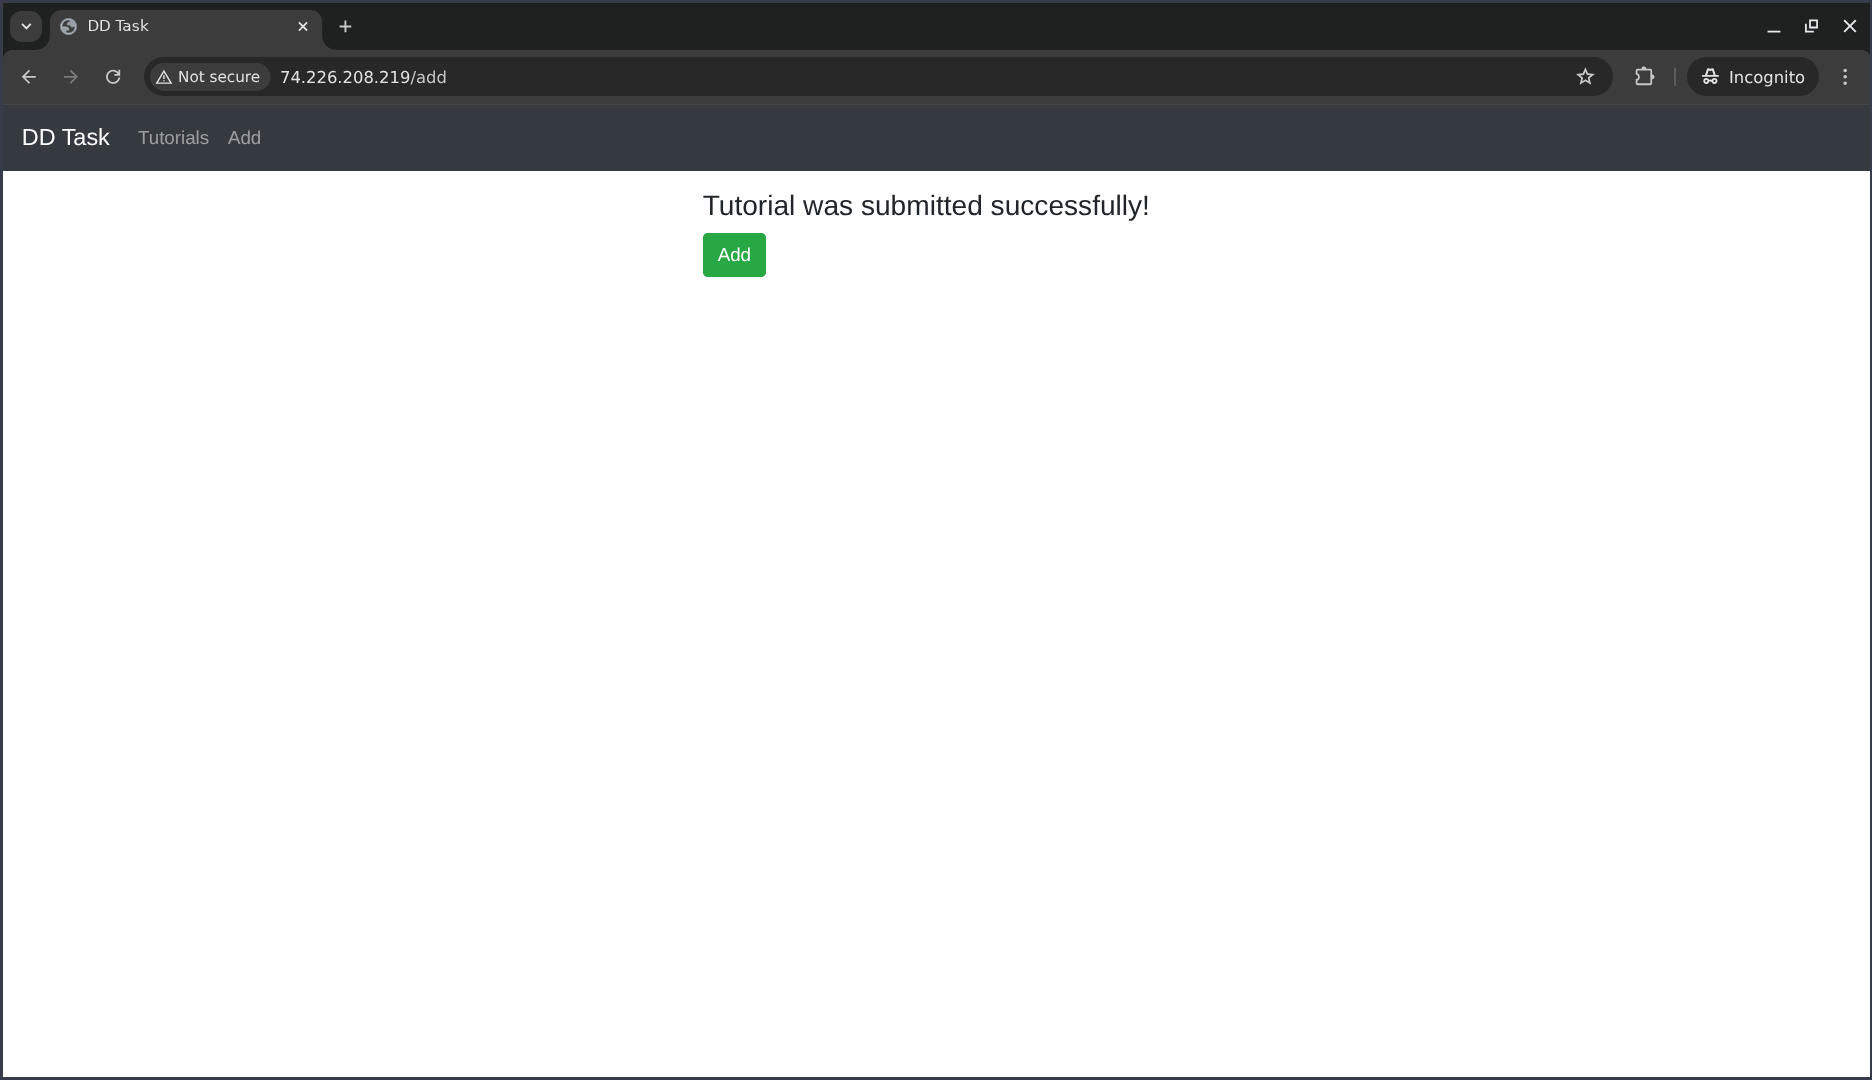 DD Task
Not secure
74.226.208.219/add
Incognito
DD Task
Tutorials
Add
Tutorial was submitted successfully!
Add